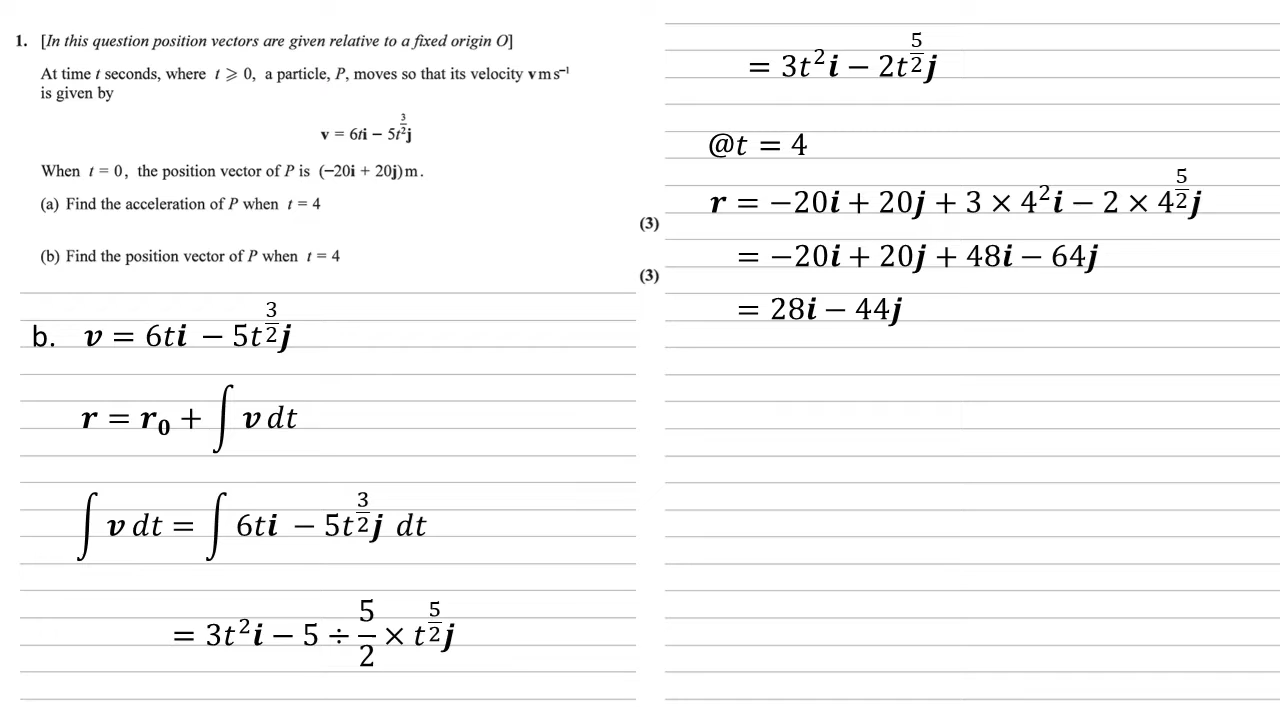 1. [In this question position vectors are given relative to a fixed origin O]
At time t seconds, where t ⩾ 0, a particle, P, moves so that its velocity v m s⁻¹
is given by
v = 6ti − 5t^(3/2)j
When t = 0, the position vector of P is (−20i + 20j) m.
(a) Find the acceleration of P when t = 4
(3)
(b) Find the position vector of P when t = 4
(3)
b. v = 6ti − 5t^(3/2)j
r = r₀ + ∫ v dt
∫ v dt = ∫ 6ti − 5t^(3/2)j dt
= 3t²i − 5 ÷ 5/2 × t^(5/2)j
= 3t²i − 2t^(5/2)j
@t = 4
r = −20i + 20j + 3 × 4²i − 2 × 4^(5/2)j
= −20i + 20j + 48i − 64j
= 28i − 44j